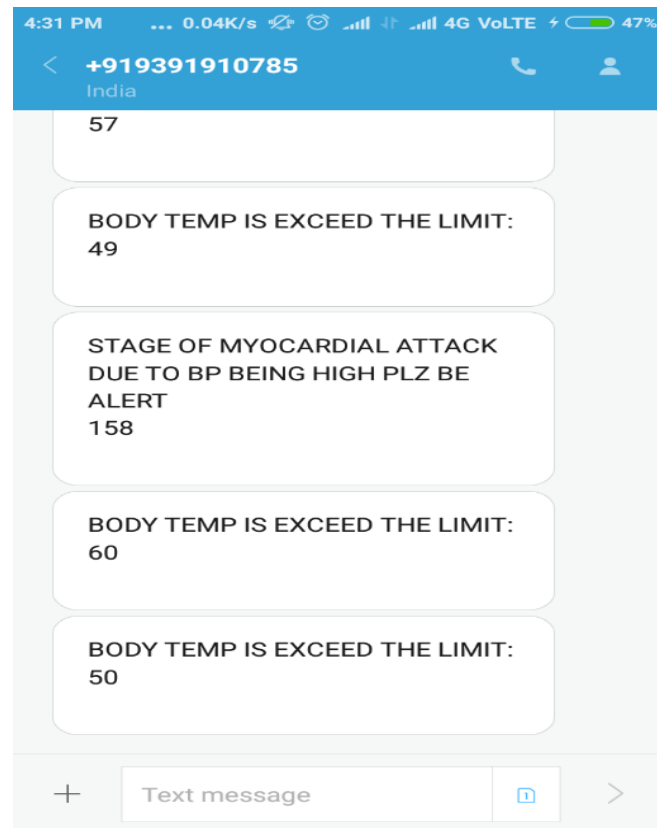 4:31 PM ... 0.04K/s 4G VoLTE 47%
+919391910785
India
57
BODY TEMP IS EXCEED THE LIMIT:
49
STAGE OF MYOCARDIAL ATTACK
DUE TO BP BEING HIGH PLZ BE
ALERT
158
BODY TEMP IS EXCEED THE LIMIT:
60
BODY TEMP IS EXCEED THE LIMIT:
50
Text message
1